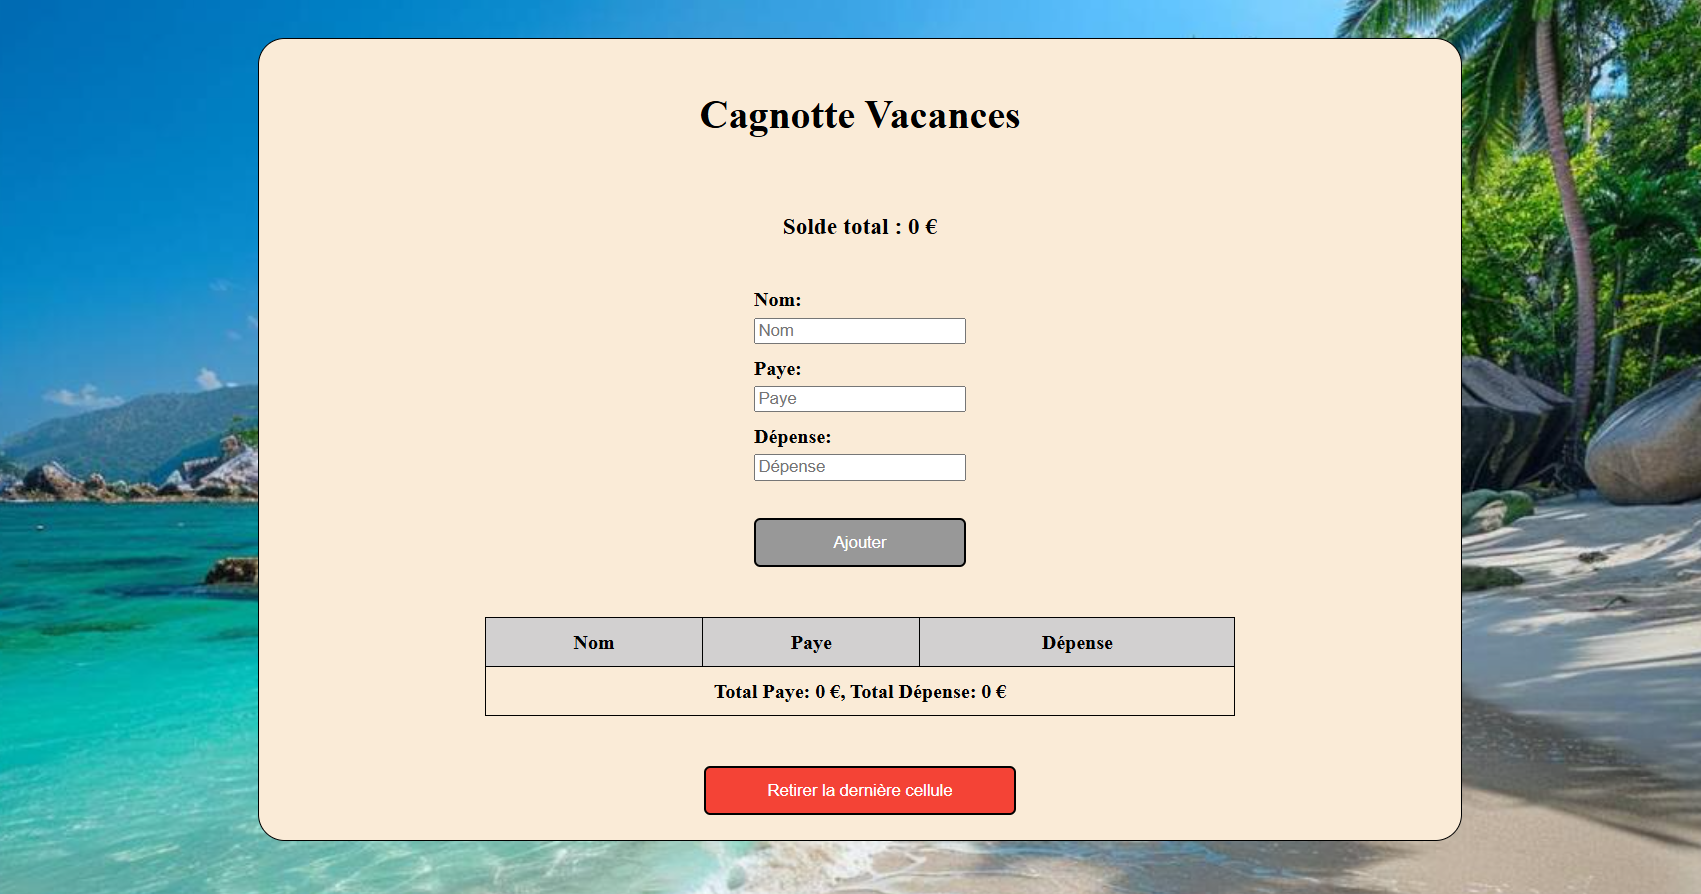 Cagnotte Vacances
Solde total : 0 €
Nom:
Nom
Paye:
Paye
Dépense:
Dépense
Ajouter
Nom Paye Dépense
Total Paye: 0 €, Total Dépense: 0 €
Retirer la dernière cellule